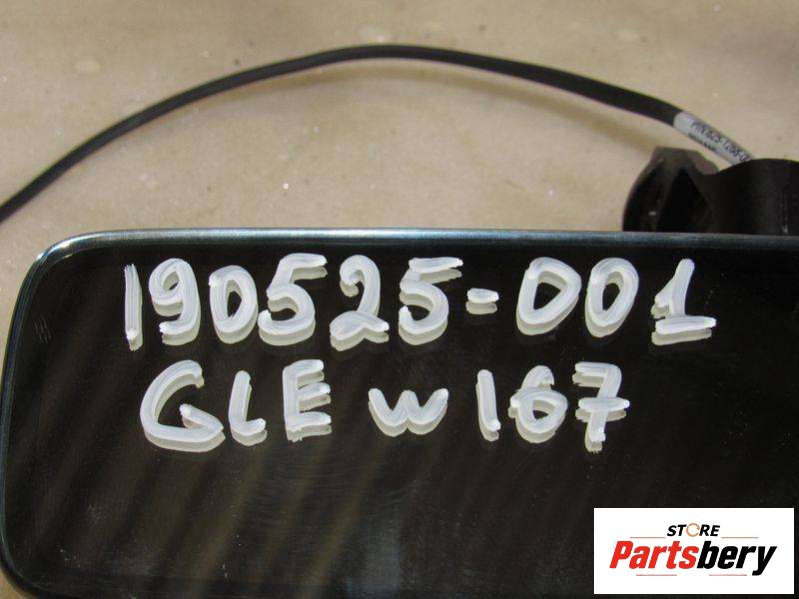 190525-001
GLE w167
STORE
Partsbery